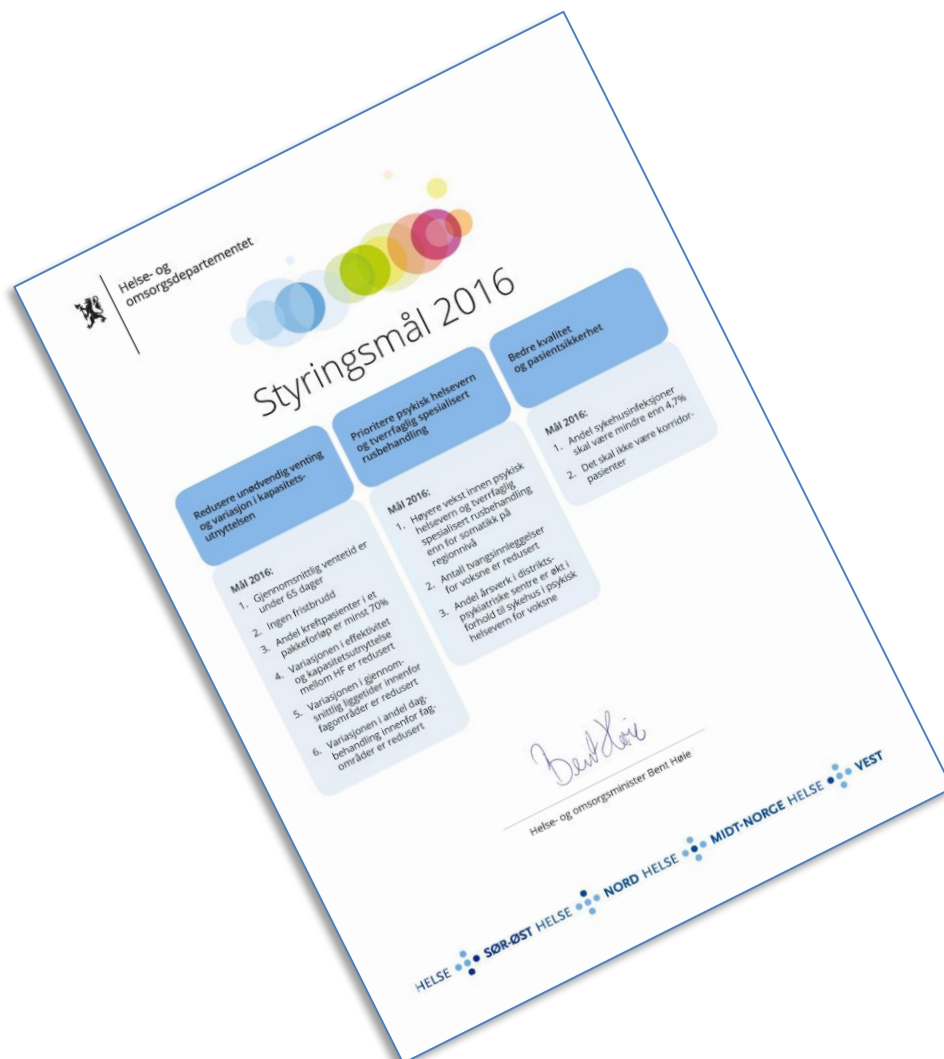 Helse- og
omsorgsdepartementet
Styringsmål 2016
Redusere unødvendig venting
og variasjon i kapasitets-
utnyttelsen
Mål 2016:
1. Gjennomsnittlig ventetid er
under 65 dager
2. Ingen fristbrudd
3. Andel kreftpasienter i et
pakkeforløp er minst 70%
4. Variasjonen i effektivitet
og kapasitetsutnyttelse
mellom HF er redusert
5. Variasjonen i gjennom-
snittlig liggetider innenfor
fagområder er redusert
6. Variasjonen i andel dag-
behandling innenfor fag-
områder er redusert
Prioritere psykisk helsevern
og tverrfaglig spesialisert
rusbehandling
Mål 2016:
1. Høyere vekst innen psykisk
helsevern og tverrfaglig
spesialisert rusbehandling
enn for somatikk på
regionnivå
2. Antall tvangsinnleggelser
for voksne er redusert
3. Andel årsverk i distrikts-
psykiatriske sentre er økt i
forhold til sykehus i psykisk
helsevern for voksne
Bedre kvalitet
og pasientsikkerhet
Mål 2016:
1. Andel sykehusinfeksjoner
skal være mindre enn 4,7%
2. Det skal ikke være korridor-
pasienter
Bent Høie
Helse- og omsorgsminister Bent Høie
HELSE SØR-ØST HELSE NORD HELSE MIDT-NORGE HELSE VEST